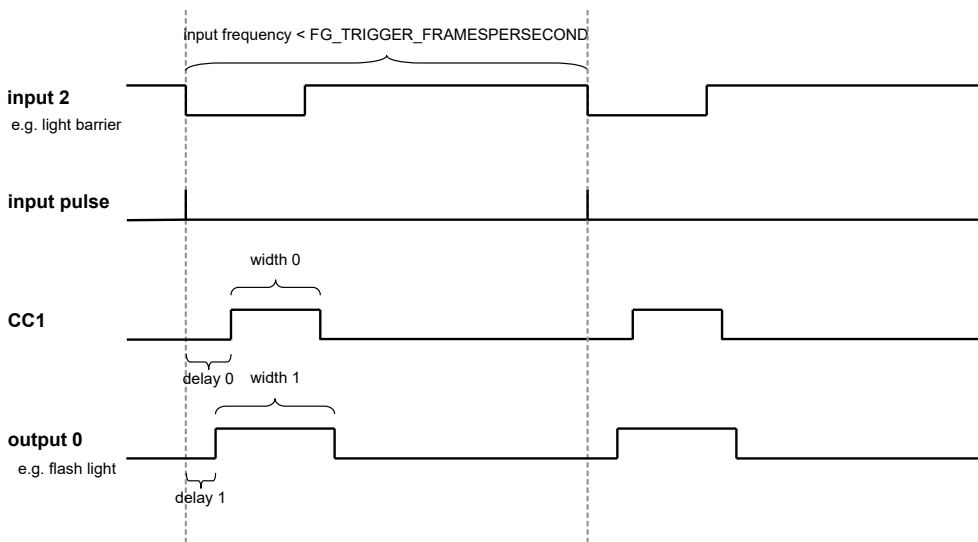 input frequency < FG_TRIGGER_FRAMESPERSECOND
input 2
e.g. light barrier
input pulse
width 0
CC1
delay 0
width 1
output 0
e.g. flash light
delay 1